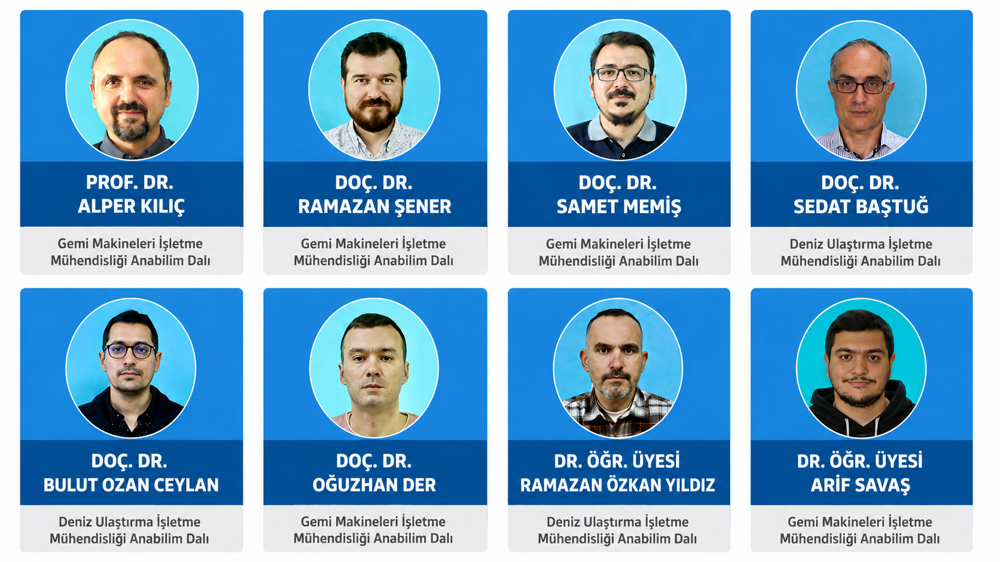 PROF. DR.
ALPER KILIÇ
Gemi Makineleri İşletme
Mühendisliği Anabilim Dalı
DOÇ. DR.
RAMAZAN ŞENER
Gemi Makineleri İşletme
Mühendisliği Anabilim Dalı
DOÇ. DR.
SAMET MEMİŞ
Gemi Makineleri İşletme
Mühendisliği Anabilim Dalı
DOÇ. DR.
SEDAT BAŞTUĞ
Deniz Ulaştırma İşletme
Mühendisliği Anabilim Dalı
DOÇ. DR.
BULUT OZAN CEYLAN
Deniz Ulaştırma İşletme
Mühendisliği Anabilim Dalı
DOÇ. DR.
OĞUZHAN DER
Gemi Makineleri İşletme
Mühendisliği Anabilim Dalı
DR. ÖĞR. ÜYESİ
RAMAZAN ÖZKAN YILDIZ
Deniz Ulaştırma İşletme
Mühendisliği Anabilim Dalı
DR. ÖĞR. ÜYESİ
ARİF SAVAŞ
Gemi Makineleri İşletme
Mühendisliği Anabilim Dalı